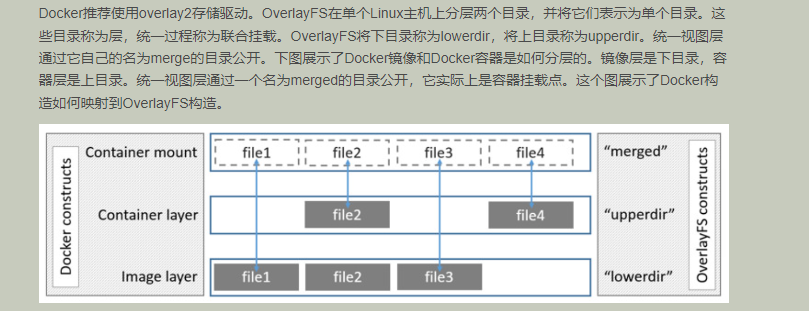 Docker推荐使用overlay2存储驱动。OverlayFS在单个Linux主机上分层两个目录，并将它们表示为单个目录。这
些目录称为层，统一过程称为联合挂载。OverlayFS将下目录称为lowerdir，将上目录称为upperdir。统一视图层
通过它自己的名为merge的目录公开。下图展示了Docker镜像和Docker容器是如何分层的。镜像层是下目录，容
器层是上目录。统一视图层通过一个名为merged的目录公开，它实际上是容器挂载点。这个图展示了Docker构
造如何映射到OverlayFS构造。
Docker constructs
Container mount file1 file2 file3 file4 “merged”
Container layer file2 file4 “upperdir”
Image layer file1 file2 file3 “lowerdir”
OverlayFS constructs